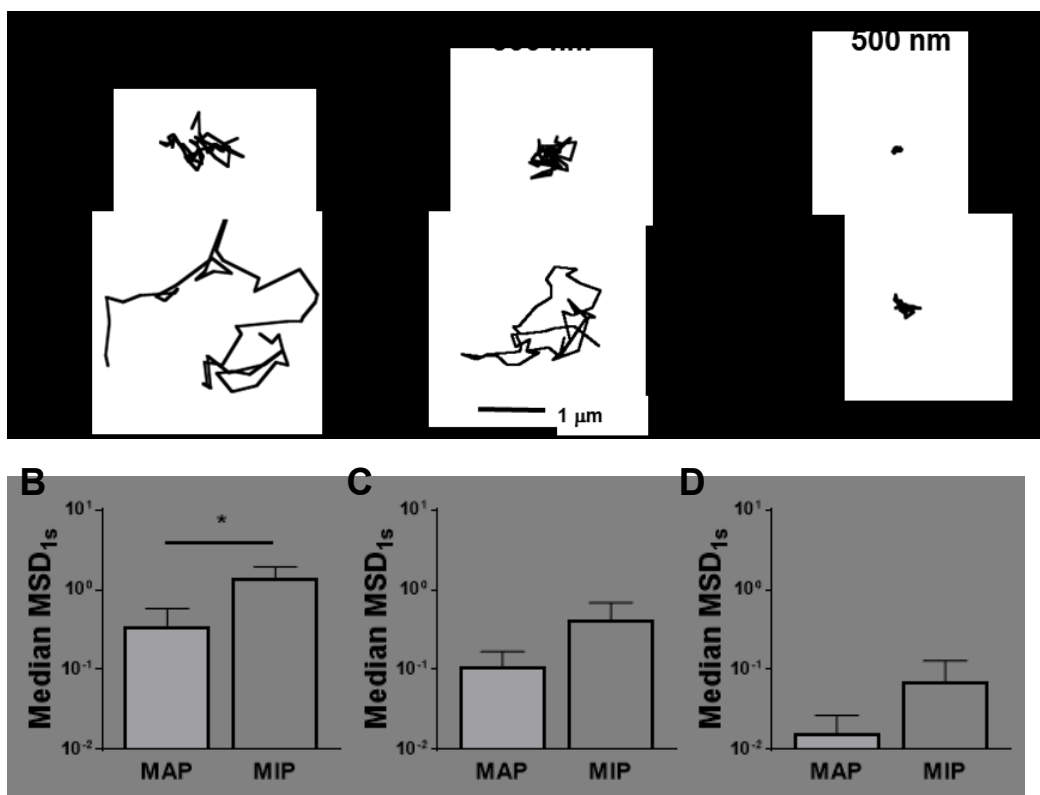 500 nm
1 μm
B
C
D
10¹
10⁰
10⁻¹
10⁻²
Median MSD₁ₛ
*
MAP MIP
10¹
10⁰
10⁻¹
10⁻²
Median MSD₁ₛ
MAP MIP
10¹
10⁰
10⁻¹
10⁻²
Median MSD₁ₛ
MAP MIP